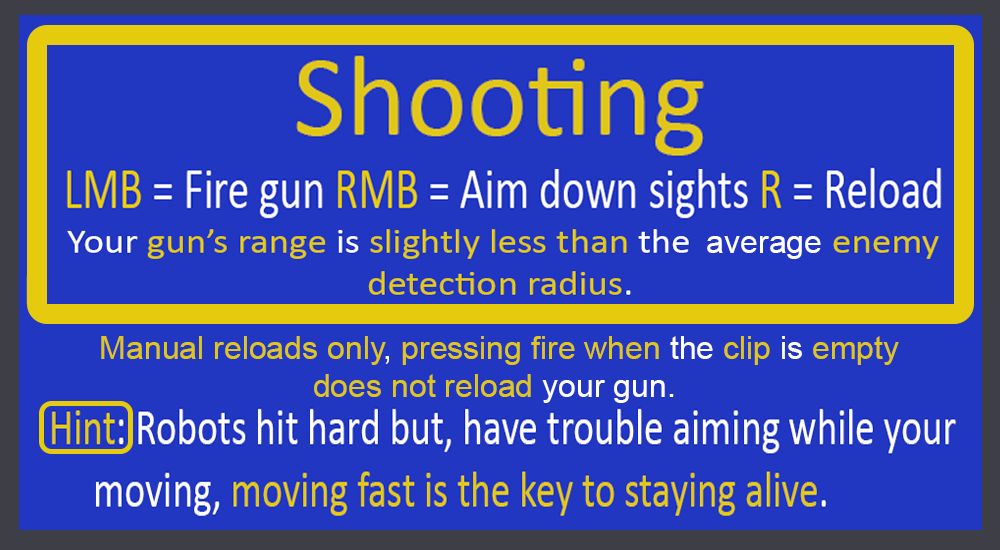 Shooting
LMB = Fire gun RMB = Aim down sights R = Reload
Your gun’s range is slightly less than the average enemy
detection radius.
Manual reloads only, pressing fire when the clip is empty
does not reload your gun.
Hint: Robots hit hard but, have trouble aiming while your
moving, moving fast is the key to staying alive.